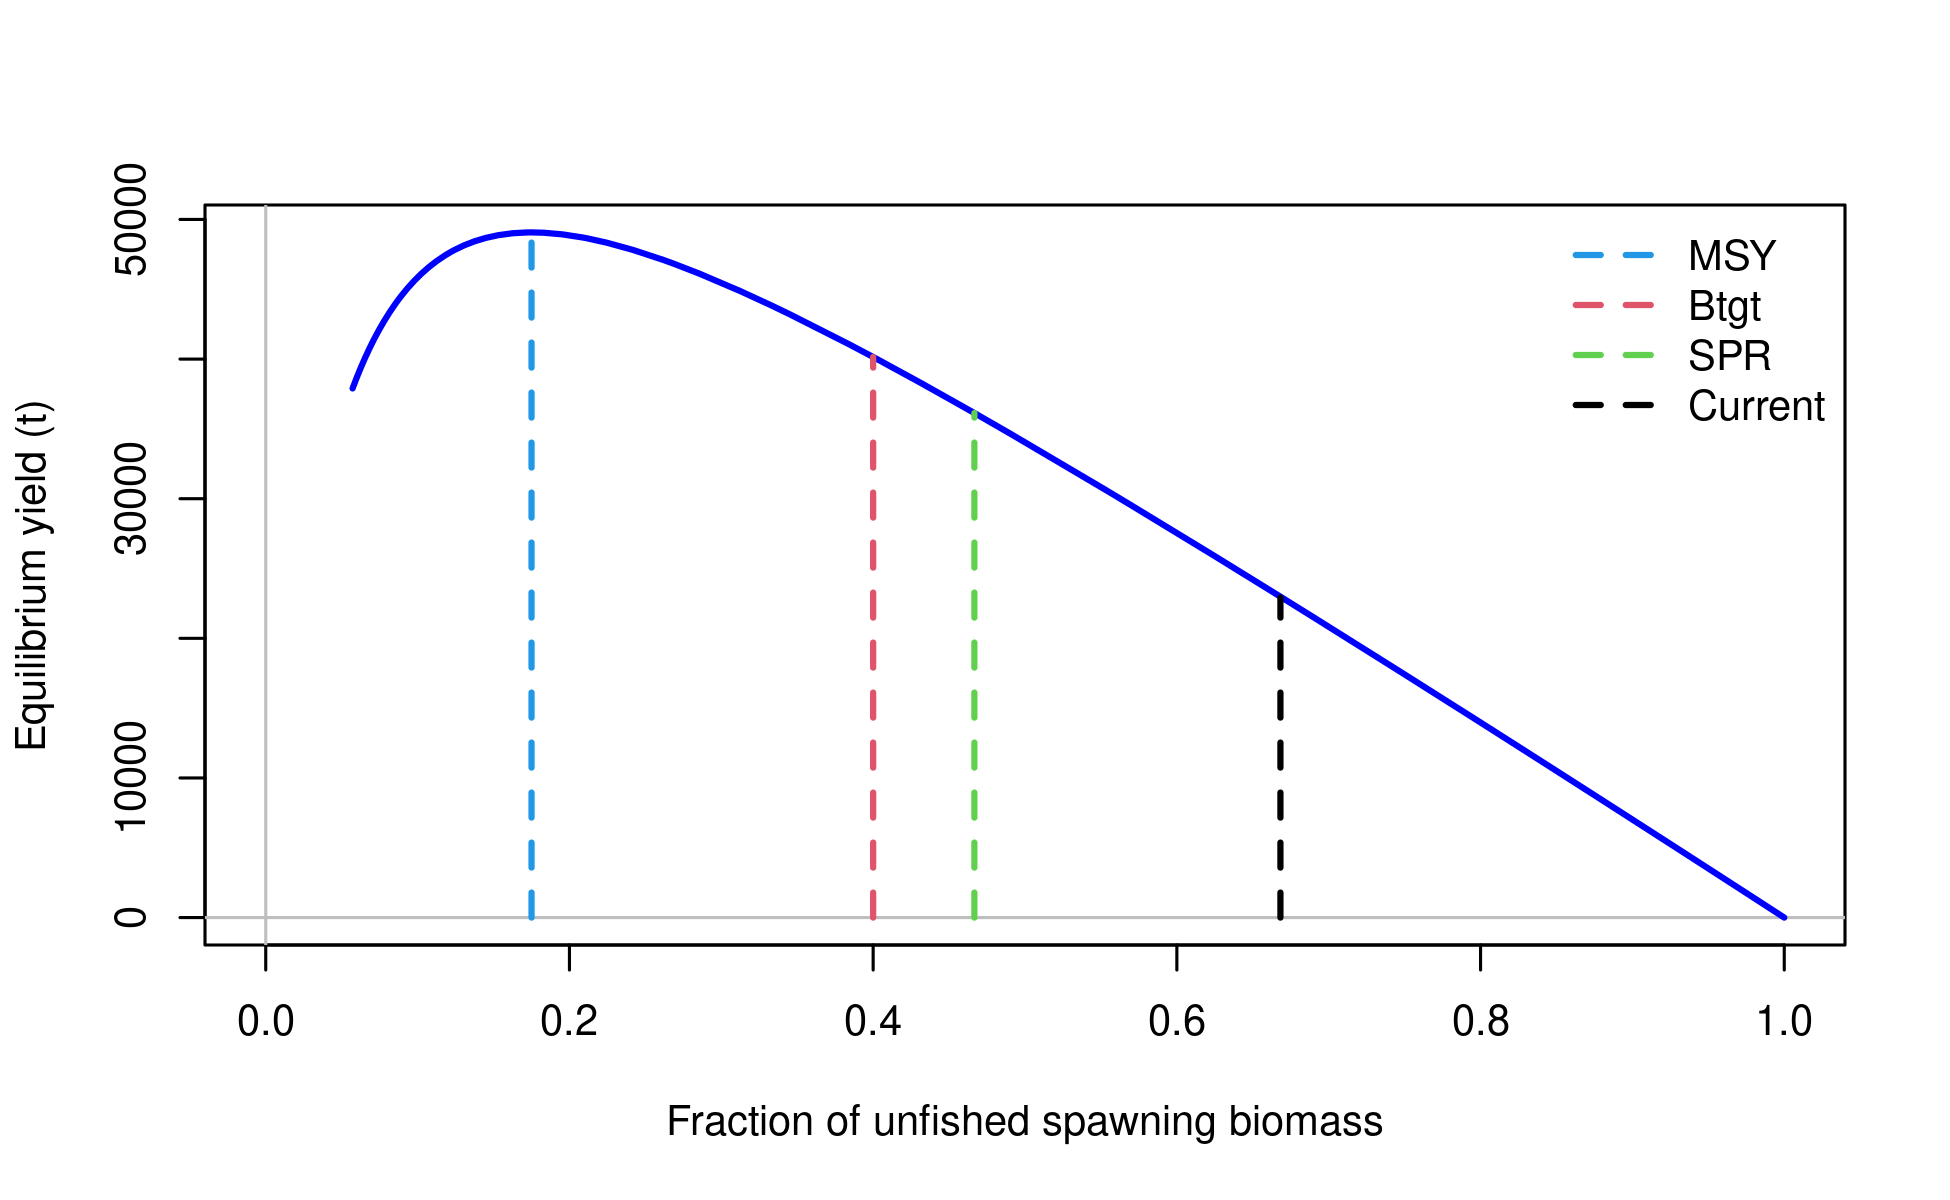 50000
30000
10000
0
Equilibrium yield (t)
MSY
Btgt
SPR
Current
0.0 0.2 0.4 0.6 0.8 1.0
Fraction of unfished spawning biomass